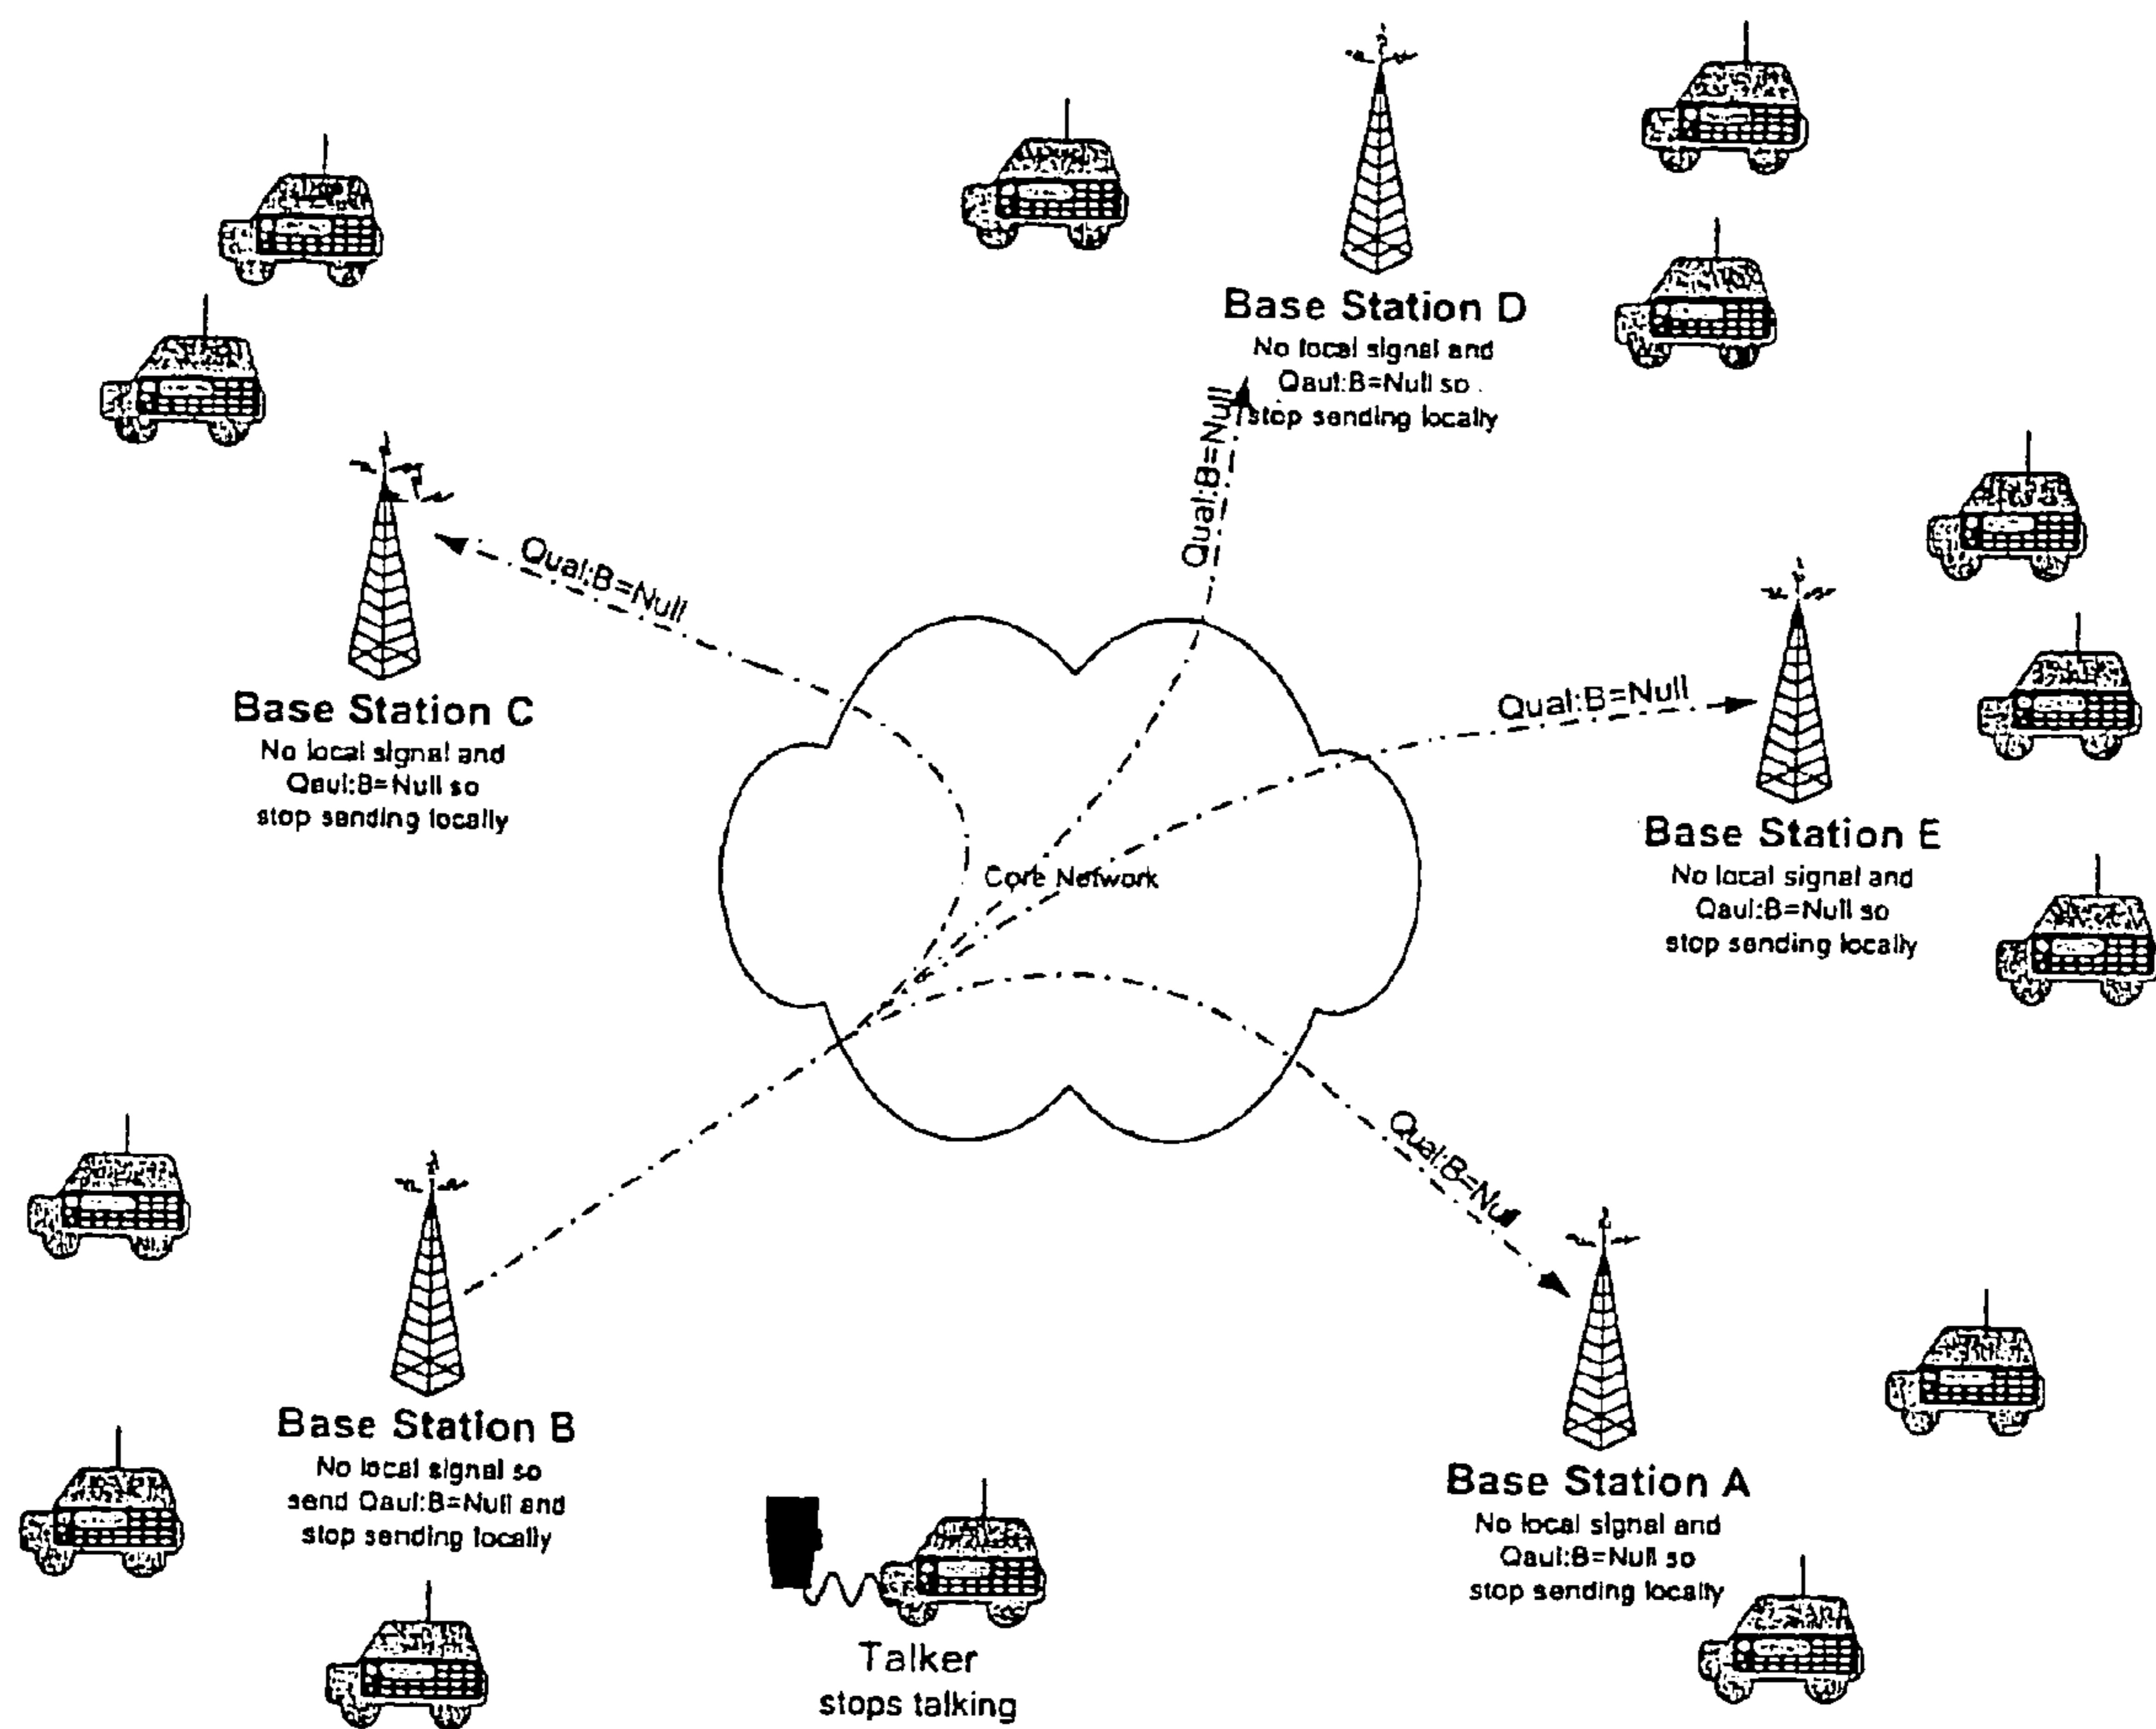 Base Station D
No local signal and
Qaul:B=Null so
stop sending locally
Qual:B=Null
Qual:B=Null
Base Station C
No local signal and
Qaul:B=Null so
stop sending locally
Qual:B=Null
Base Station E
No local signal and
Qaul:B=Null so
stop sending locally
Core Network
Qual:B=Null
Base Station B
No local signal so
send Qaul:B=Null and
stop sending locally
Base Station A
No local signal and
Qaul:B=Null so
stop sending locally
Talker
stops talking